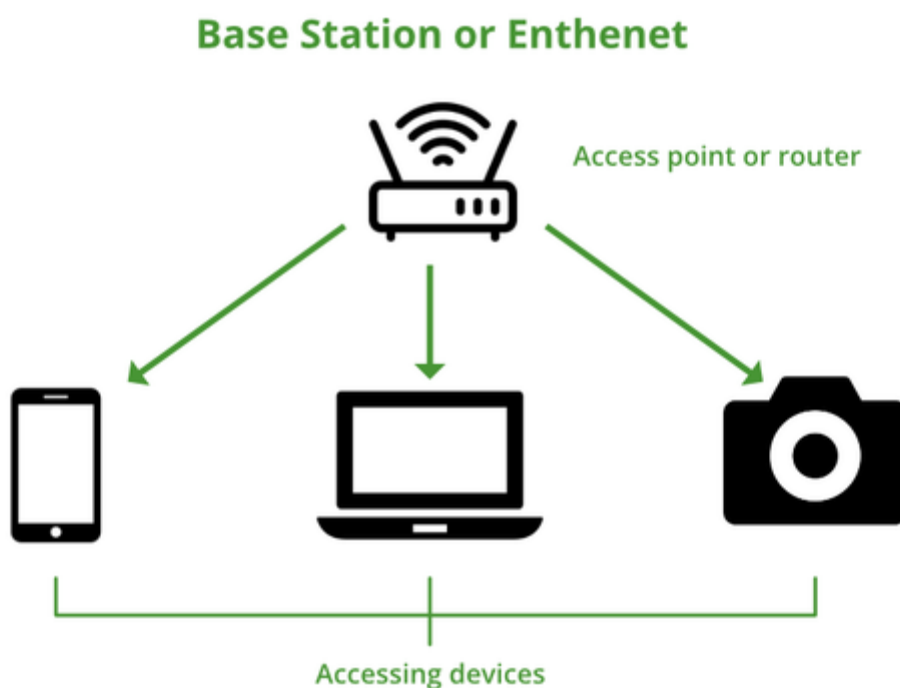 Base Station or Enthenet
Access point or router
Accessing devices